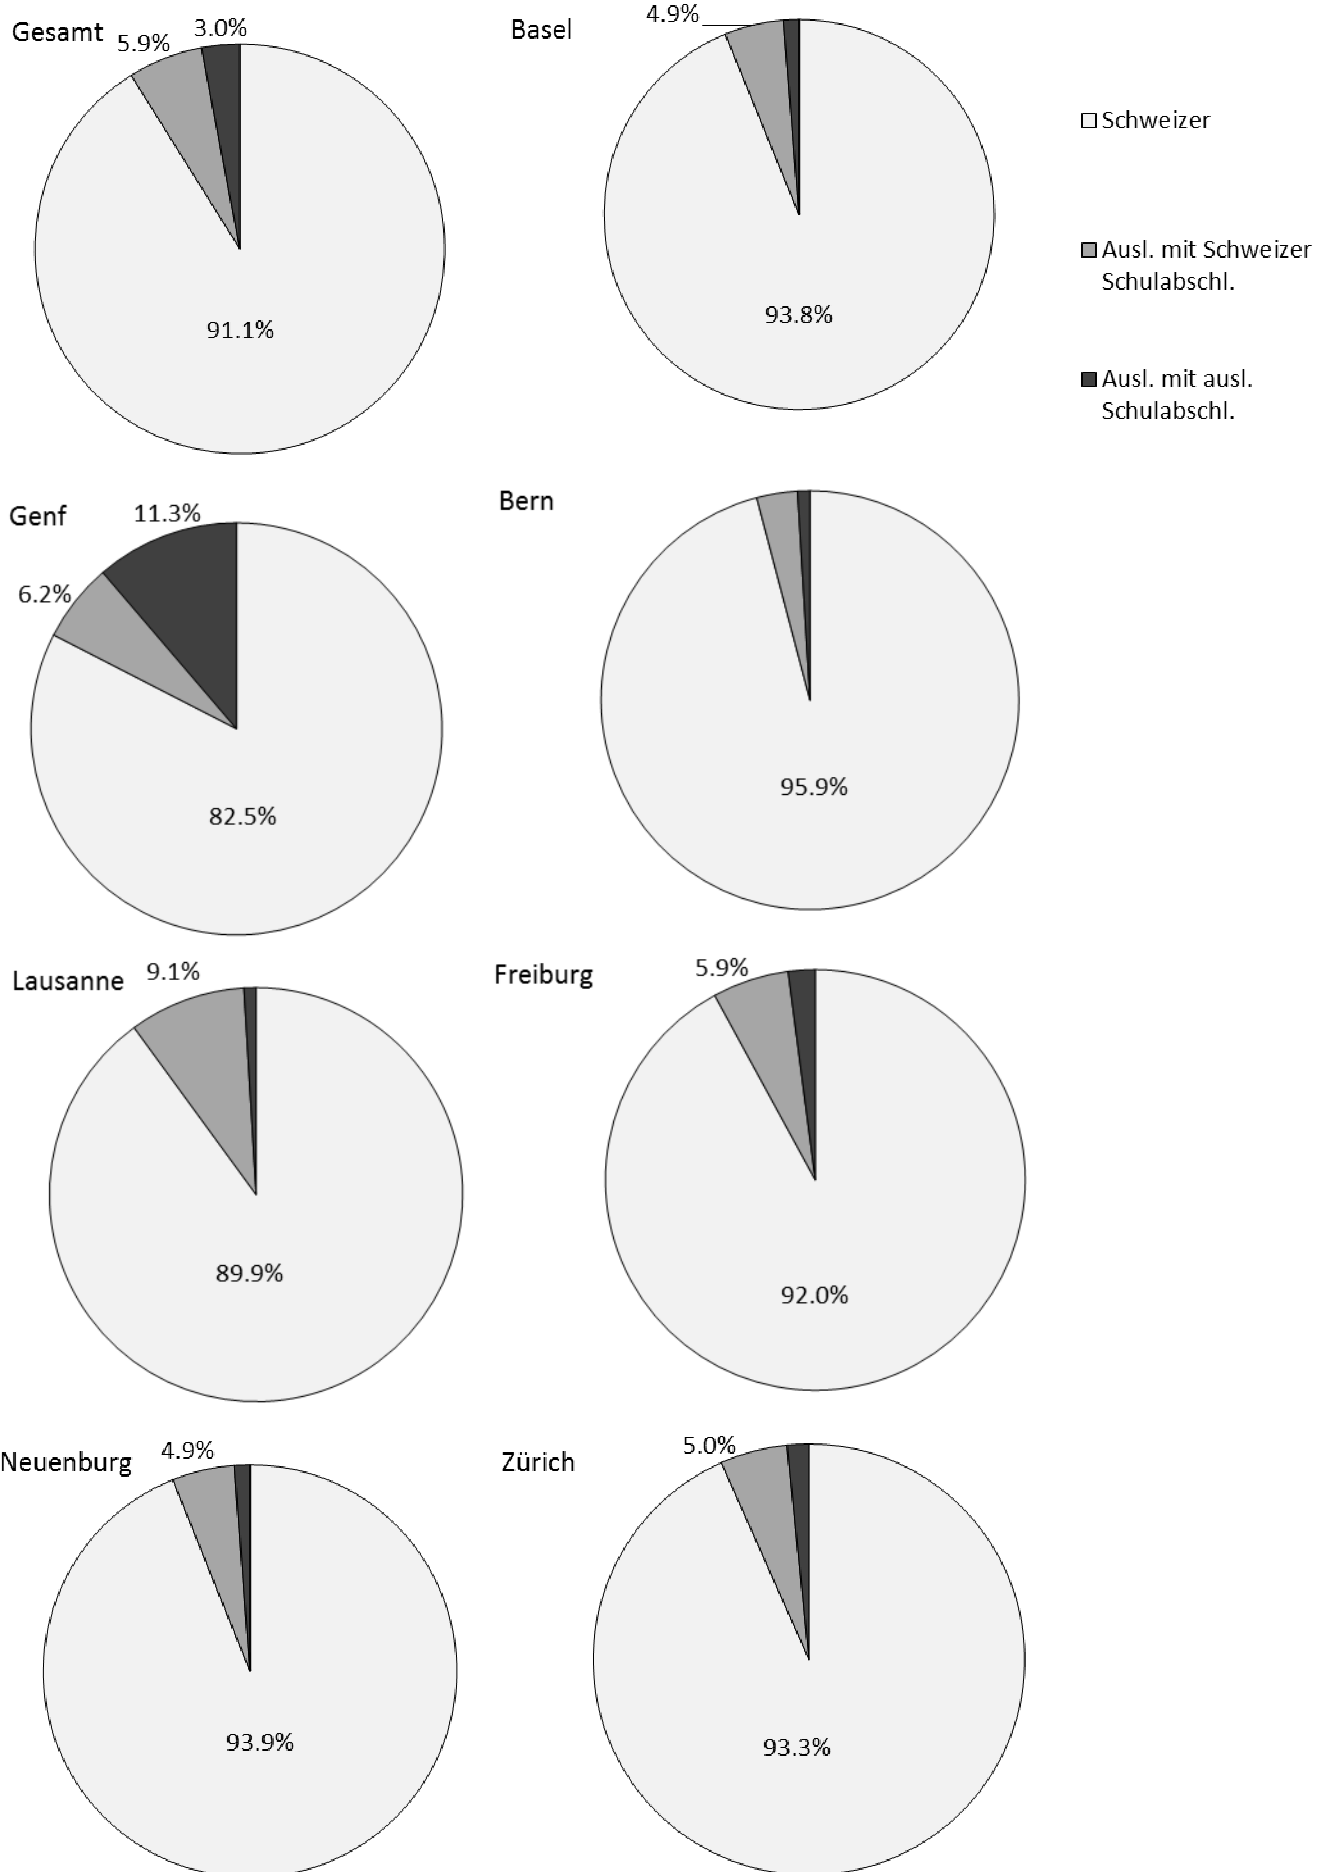 Gesamt
5.9%
3.0%
91.1%
Basel
4.9%
93.8%
Schweizer
Ausl. mit Schweizer
Schulabschl.
Ausl. mit ausl.
Schulabschl.
Genf
11.3%
6.2%
82.5%
Bern
95.9%
Lausanne
9.1%
89.9%
Freiburg
5.9%
92.0%
Neuenburg
4.9%
93.9%
Zürich
5.0%
93.3%